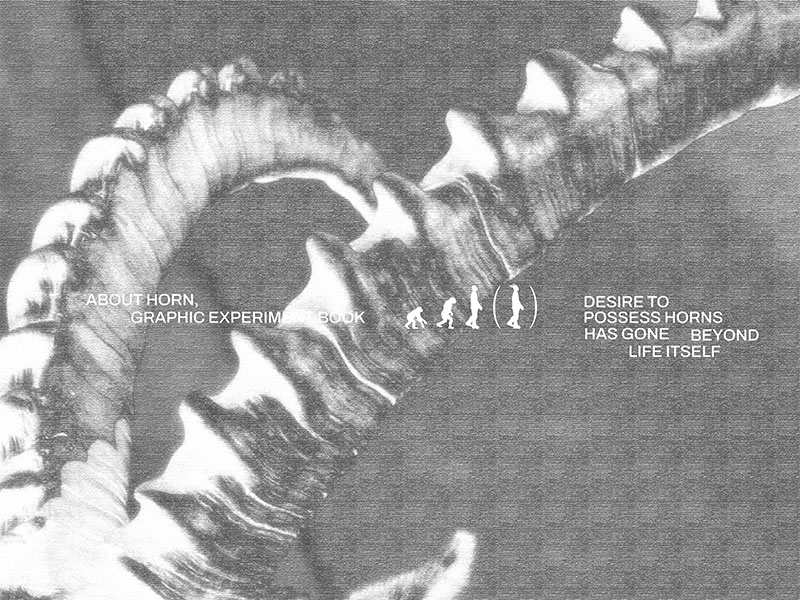 ABOUT HORN,
GRAPHIC EXPERIMENT BOOK
DESIRE TO
POSSESS HORNS
HAS GONE BEYOND
LIFE ITSELF